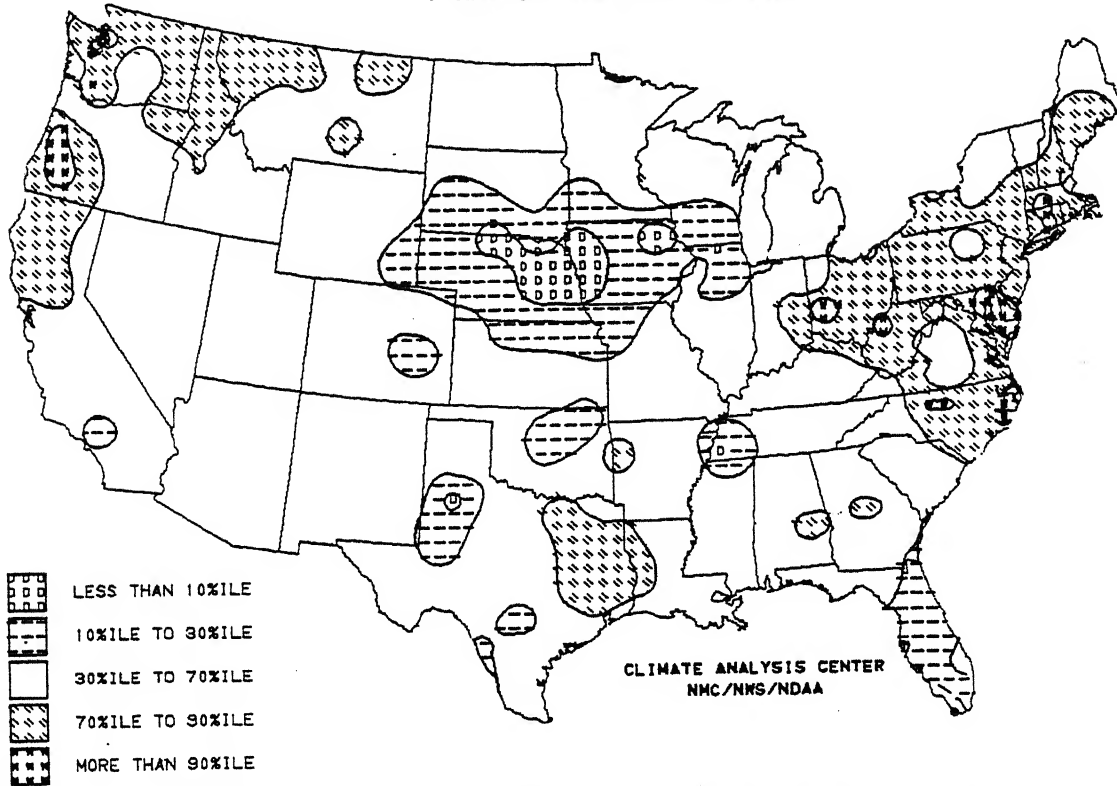 CLIMATE ANALYSIS CENTER
NMC/NWS/NDAA
LESS THAN 10%ILE
10%ILE TO 30%ILE
30%ILE TO 70%ILE
70%ILE TO 90%ILE
MORE THAN 90%ILE